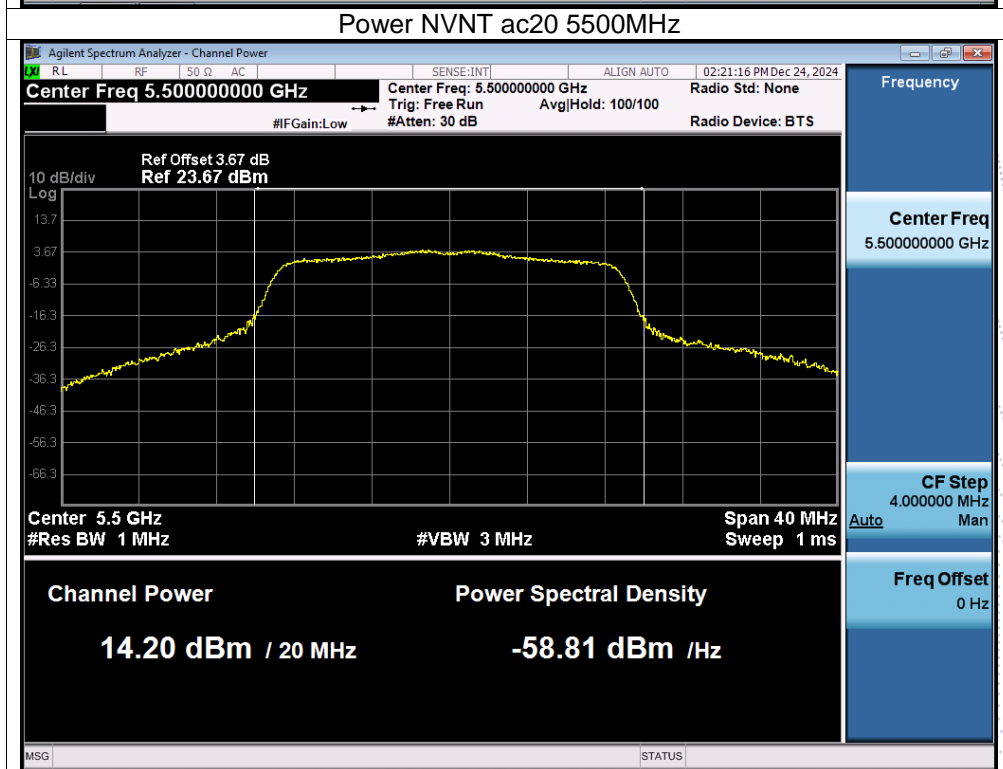 Power NVNT ac20 5500MHz
Agilent Spectrum Analyzer - Channel Power
LXI RL RF 50 Ω AC SENSE:INT ALIGN AUTO 02:21:16 PM Dec 24, 2024
Center Freq 5.500000000 GHz
Center Freq: 5.500000000 GHz
Radio Std: None
Trig: Free Run Avg|Hold: 100/100
#IFGain:Low
#Atten: 30 dB
Radio Device: BTS
Ref Offset 3.67 dB
10 dB/div Ref 23.67 dBm
Log
13.7
3.67
-6.33
-16.3
-26.3
-36.3
-46.3
-56.3
-66.3
Center 5.5 GHz Span 40 MHz
#Res BW 1 MHz #VBW 3 MHz Sweep 1 ms
Channel Power
Power Spectral Density
14.20 dBm / 20 MHz
-58.81 dBm /Hz
Frequency
Center Freq
5.500000000 GHz
CF Step
4.000000 MHz
Auto Man
Freq Offset
0 Hz
MSG STATUS